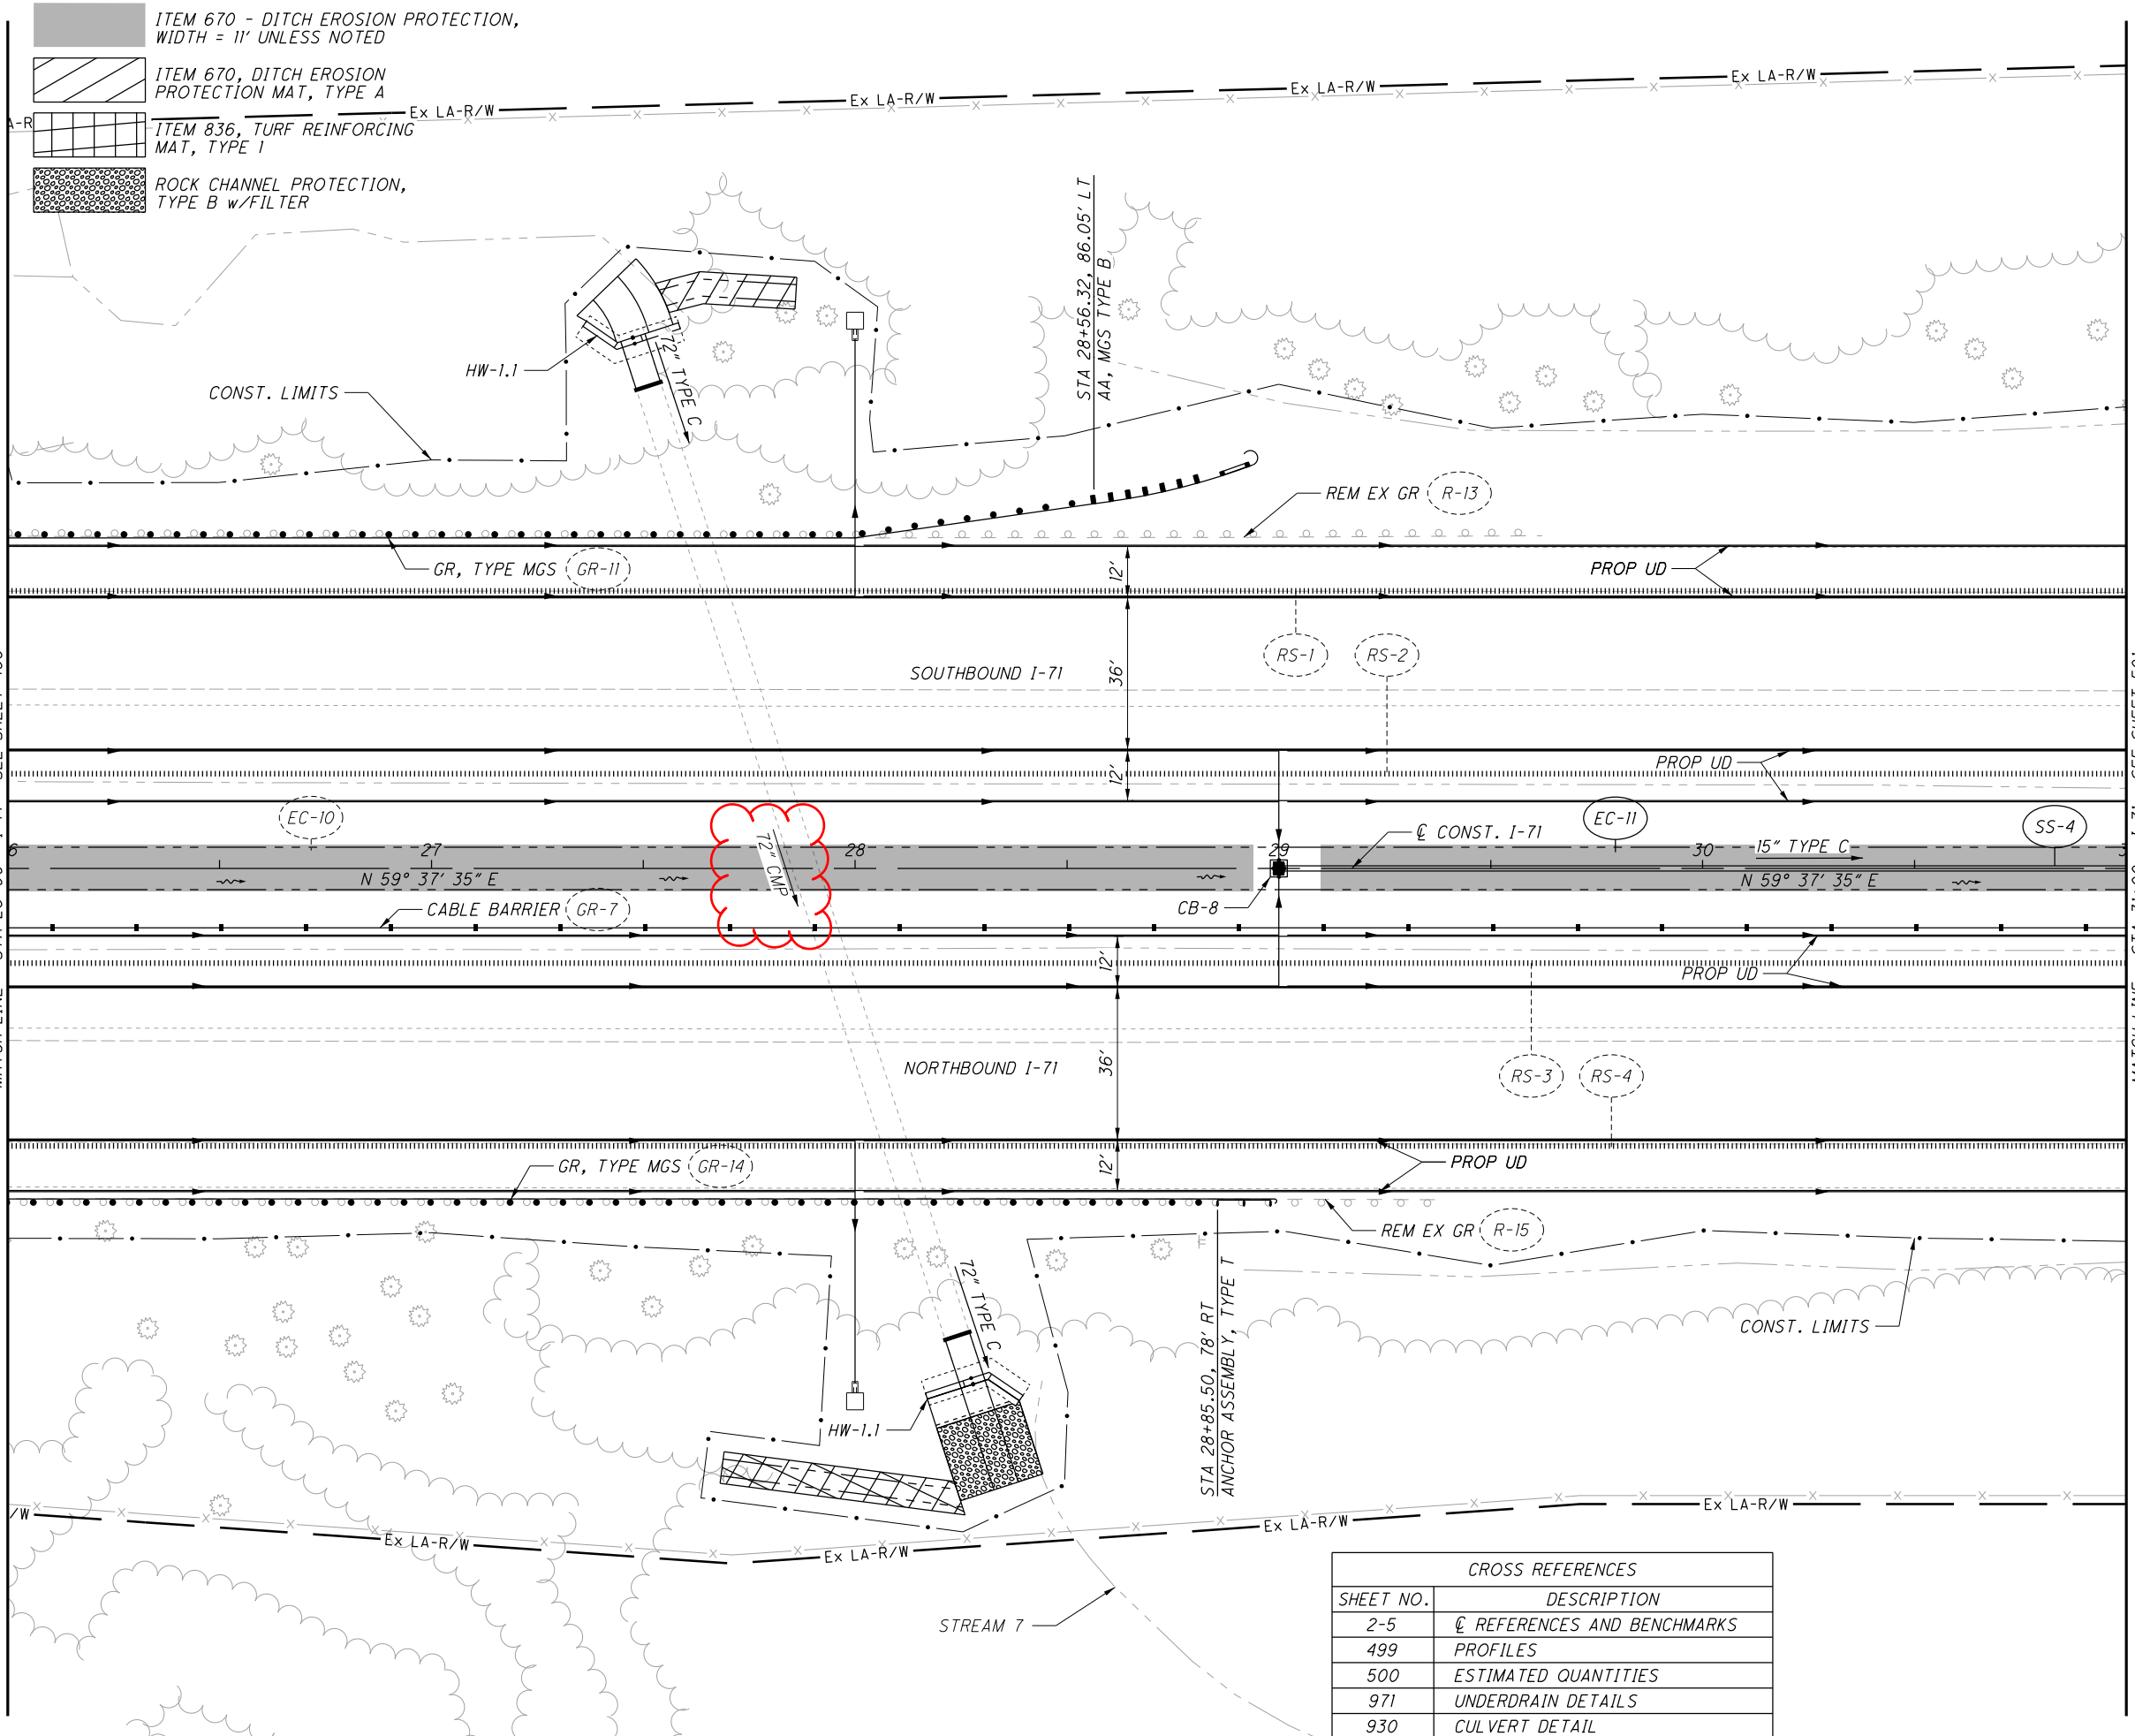 ITEM 670 - DITCH EROSION PROTECTION,
WIDTH = 11' UNLESS NOTED
ITEM 670, DITCH EROSION
PROTECTION MAT, TYPE A
ITEM 836, TURF REINFORCING
MAT, TYPE 1
ROCK CHANNEL PROTECTION,
TYPE B w/FILTER
Ex LA-R/W
Ex LA-R/W
Ex LA-R/W
Ex LA-R/W
STA 28+56.32, 86.05' LT
AA, MGS TYPE B
HW-1.1
72" TYPE C
CONST. LIMITS
REM EX GR
R-13
GR, TYPE MGS
GR-11
12'
PROP UD
RS-1
RS-2
SOUTHBOUND I-71
36'
12'
PROP UD
EC-10
EC-11
SS-4
℄ CONST. I-71
27
28
29
30
15" TYPE C
72" CMP
N 59° 37' 35" E
N 59° 37' 35" E
CABLE BARRIER
GR-7
CB-8
12'
PROP UD
NORTHBOUND I-71
36'
RS-3
RS-4
12'
GR, TYPE MGS
GR-14
PROP UD
REM EX GR
R-15
72" TYPE C
STA 28+85.50, 78' RT
ANCHOR ASSEMBLY, TYPE T
CONST. LIMITS
HW-1.1
/W
Ex LA-R/W
Ex LA-R/W
Ex LA-R/W
Ex LA-R/W
STREAM 7
CROSS REFERENCES
SHEET NO. DESCRIPTION
2-5 ℄ REFERENCES AND BENCHMARKS
499 PROFILES
500 ESTIMATED QUANTITIES
971 UNDERDRAIN DETAILS
930 CULVERT DETAIL